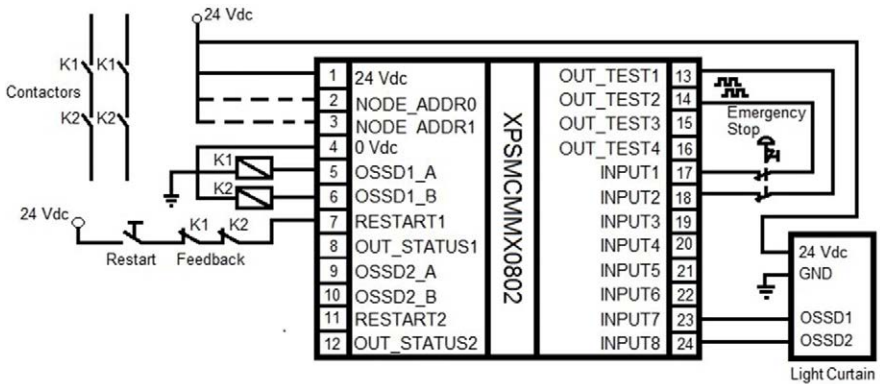 24 Vdc
K1 K1
Contactors
K2 K2
1 24 Vdc
2 NODE_ADDR0
3 NODE ADDR1
4 0 Vdc
K1
5 OSSD1_A
K2
6 OSSD1_B
24 Vdc
7 RESTART1
K1 K2
Restart Feedback
8 OUT_STATUS1
9 OSSD2_A
10 OSSD2_B
11 RESTART2
12 OUT_STATUS2
XPSMCMMX0802
OUT_TEST1 13
OUT_TEST2 14
OUT_TEST3 15
OUT_TEST4 16
INPUT1 17
INPUT2 18
INPUT3 19
INPUT4 20
INPUT5 21
INPUT6 22
INPUT7 23
INPUT8 24
Emergency
Stop
24 Vdc
GND
OSSD1
OSSD2
Light Curtain